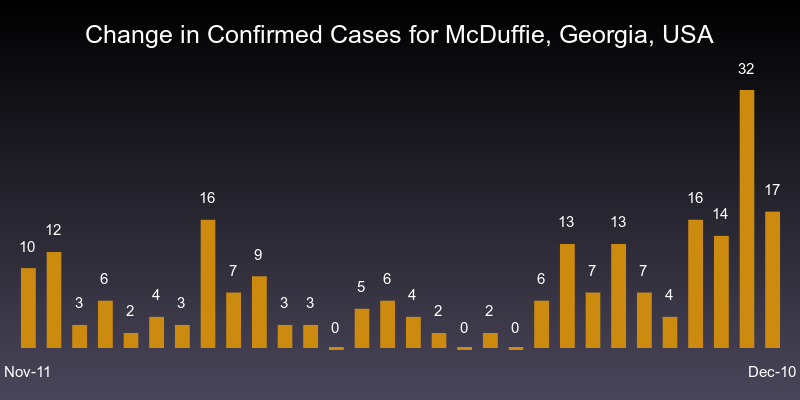 Change in Confirmed Cases for McDuffie, Georgia, USA
10 12 3 6 2 4 3 16 7 9 3 3 0 5 6 4 2 0 2 0 6 13 7 13 7 4 16 14 32 17
Nov-11 Dec-10